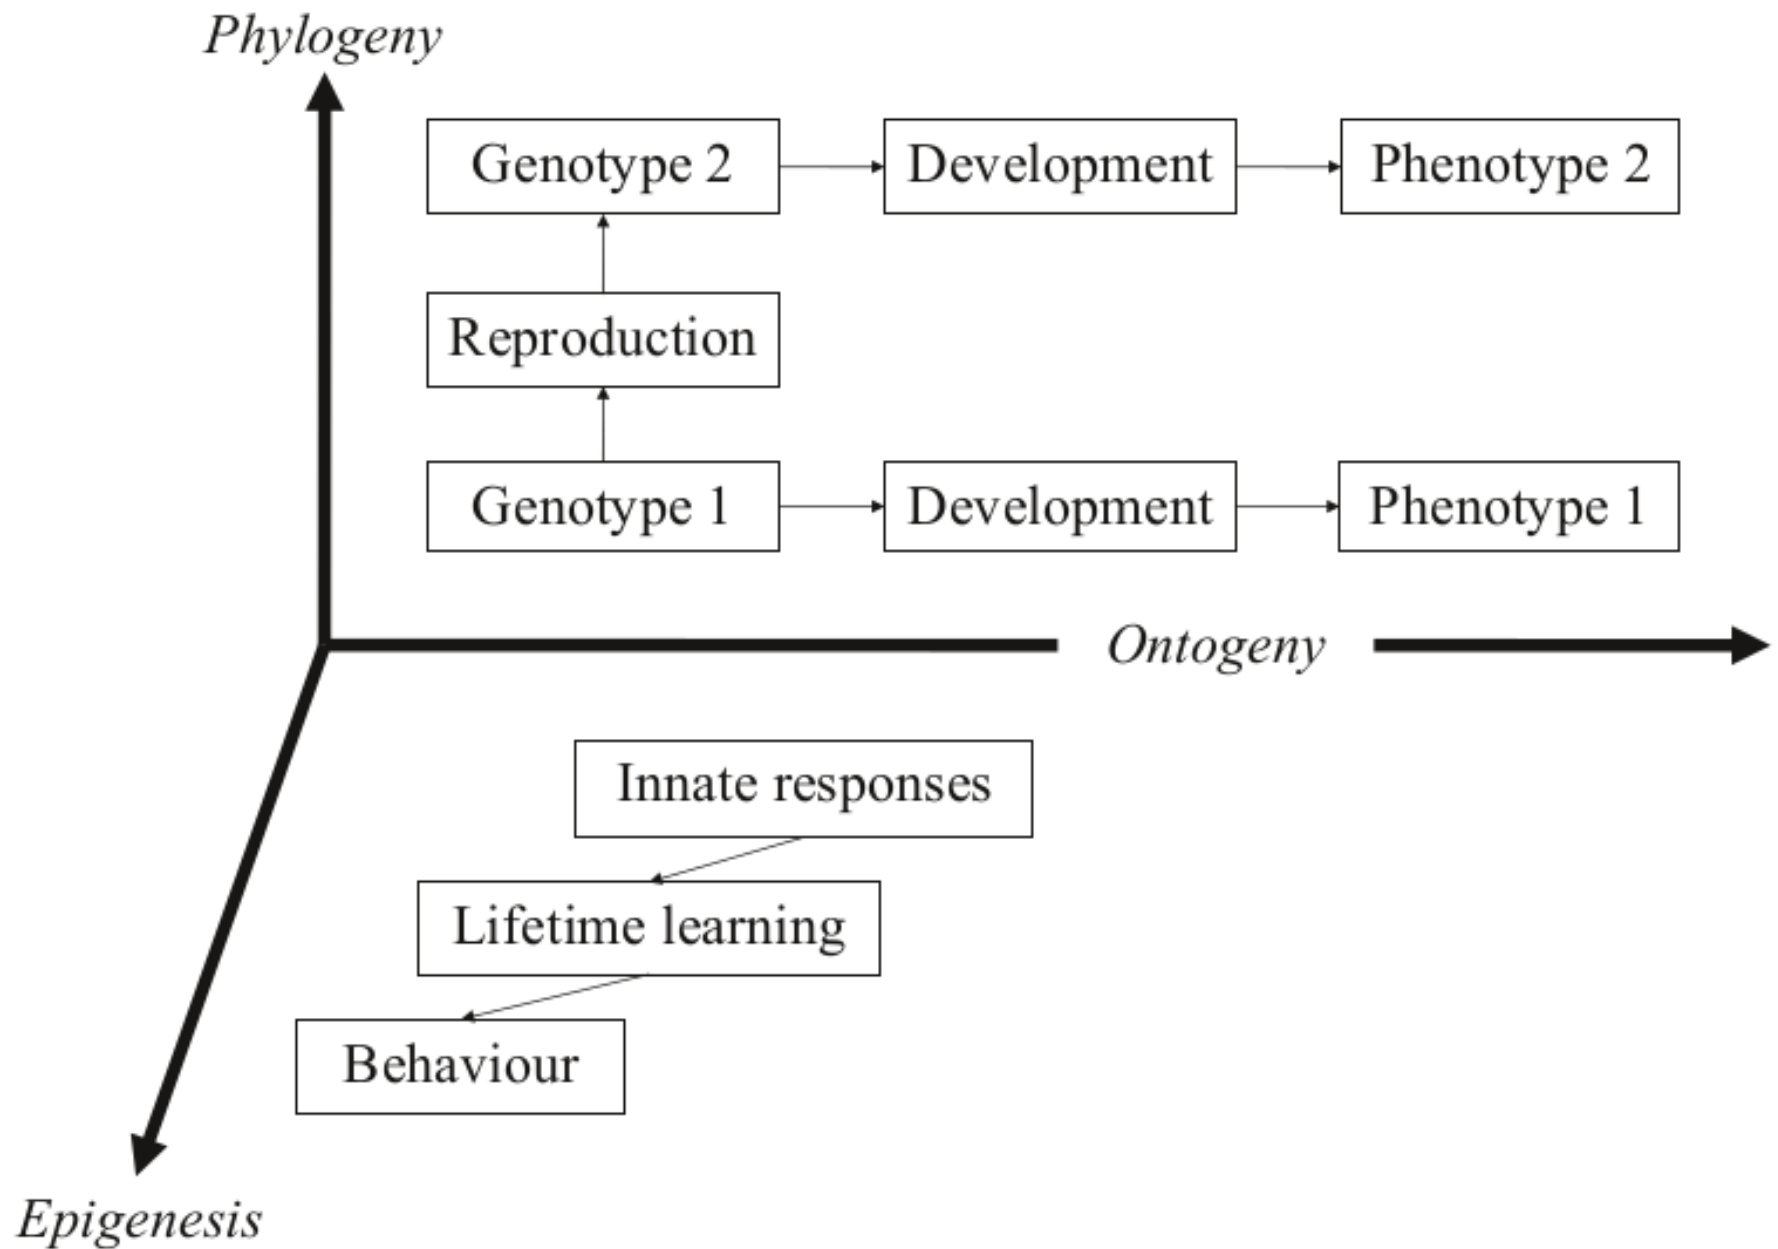 Phylogeny
Genotype 2
Development
Phenotype 2
Reproduction
Genotype 1
Development
Phenotype 1
Ontogeny
Innate responses
Lifetime learning
Behaviour
Epigenesis